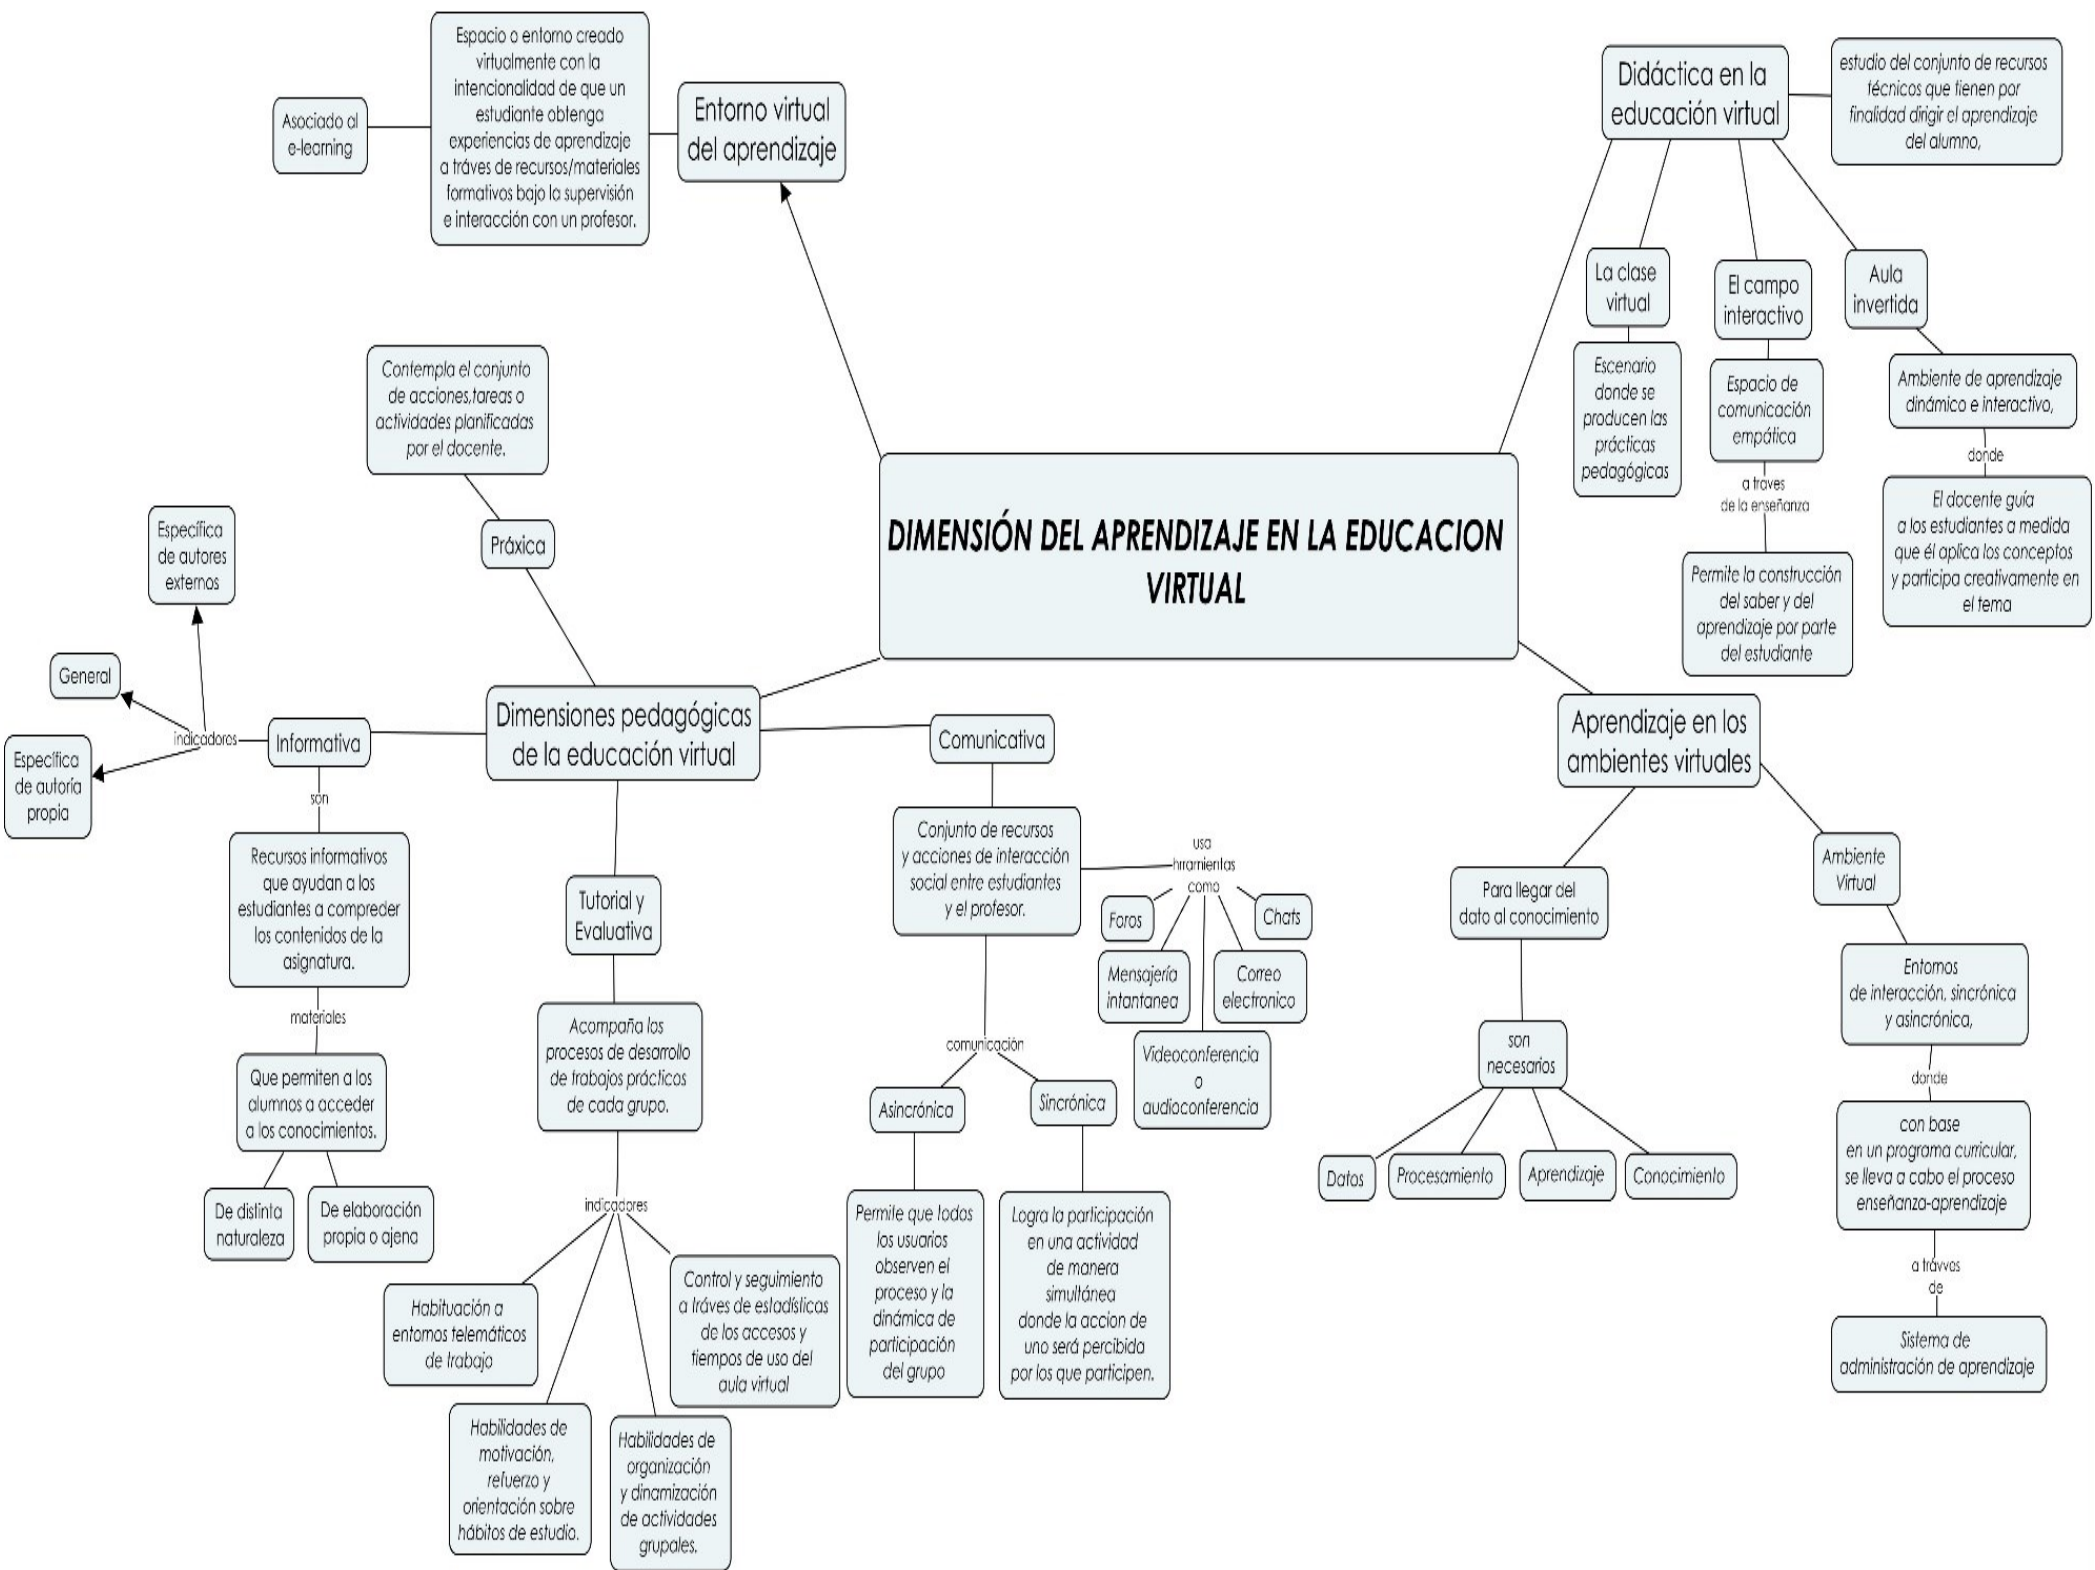 Espacio o entorno creado
virtualmente con la
intencionalidad de que un
estudiante obtenga
experiencias de aprendizaje
a tráves de recursos/materiales
formativos bajo la supervisión
e interacción con un profesor.
Asociado al
e-learning
Entorno virtual
del aprendizaje
Didáctica en la
educación virtual
estudio del conjunto de recursos
técnicos que tienen por
finalidad dirigir el aprendizaje
del alumno,
La clase
virtual
El campo
interactivo
Aula
invertida
Escenario
donde se
producen las
prácticas
pedagógicas
Espacio de
comunicación
empática
a traves
de la enseñanza
Permite la construcción
del saber y del
aprendizaje por parte
del estudiante
Ambiente de aprendizaje
dinámico e interactivo,
donde
El docente guía
a los estudiantes a medida
que él aplica los conceptos
y participa creativamente en
el tema
DIMENSIÓN DEL APRENDIZAJE EN LA EDUCACION
VIRTUAL
Contempla el conjunto
de acciones,tareas o
actividades planificadas
por el docente.
Práxica
Específica
de autores
externos
General
Específica
de autoría
propia
indicadores
Informativa
Dimensiones pedagógicas
de la educación virtual
son
Recursos informativos
que ayudan a los
estudiantes a compreder
los contenidos de la
asignatura.
materiales
Que permiten a los
alumnos a acceder
a los conocimientos.
De distinta
naturaleza
De elaboración
propia o ajena
Tutorial y
Evaluativa
Acompaña los
procesos de desarrollo
de trabajos prácticos
de cada grupo.
indicadores
Habituación a
entornos telemáticos
de trabajo
Habilidades de
motivación,
refuerzo y
orientación sobre
hábitos de estudio.
Habilidades de
organización
y dinamización
de actividades
grupales.
Control y seguimiento
a tráves de estadísticas
de los accesos y
tiempos de uso del
aula virtual
Comunicativa
Conjunto de recursos
y acciones de interacción
social entre estudiantes
y el profesor.
usa
hrramientas
como
Foros
Chats
Mensajería
intantanea
Correo
electronico
Videoconferencia
o
audioconferencia
comunicación
Asincrónica
Sincrónica
Permite que todos
los usuarios
observen el
proceso y la
dinámica de
participación
del grupo
Logra la participación
en una actividad
de manera
simultánea
donde la accion de
uno será percibida
por los que participen.
Aprendizaje en los
ambientes virtuales
Para llegar del
dato al conocimiento
son
necesarios
Datos
Procesamiento
Aprendizaje
Conocimiento
Ambiente
Virtual
Entornos
de interacción, sincrónica
y asincrónica,
donde
con base
en un programa curricular,
se lleva a cabo el proceso
enseñanza-aprendizaje
a travvos
de
Sistema de
administración de aprendizaje